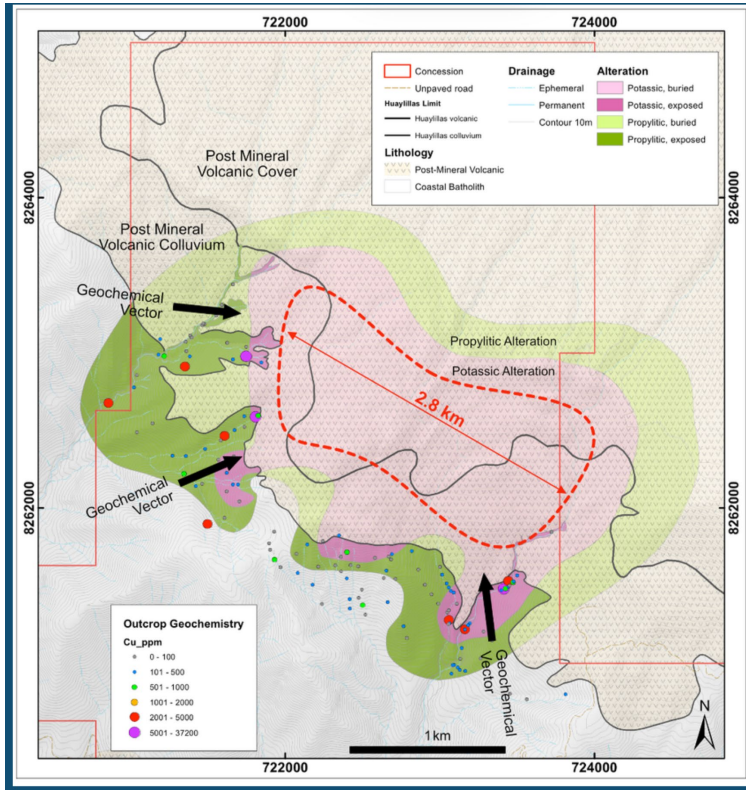 722000
724000
Concession
Unpaved road
Huaylillas Limit
Huaylillas volcanic
Huaylillas colluvium
Lithology
Post-Mineral Volcanic
Coastal Batholith
Drainage
Ephemeral
Permanent
Contour 10m
Alteration
Potassic, buried
Potassic, exposed
Propylitic, buried
Propylitic, exposed
8264000
8264000
Post Mineral
Volcanic Cover
Post Mineral
Volcanic Colluvium
Geochemical
Vector
Propylitic Alteration
Potassic Alteration
2.8 km
Geochemical
Vector
8262000
8262000
Geochemical
Vector
Outcrop Geochemistry
Cu_ppm
0 - 100
101 - 500
501 - 1000
1001 - 2000
2001 - 5000
5001 - 37200
1 km
N
722000
724000